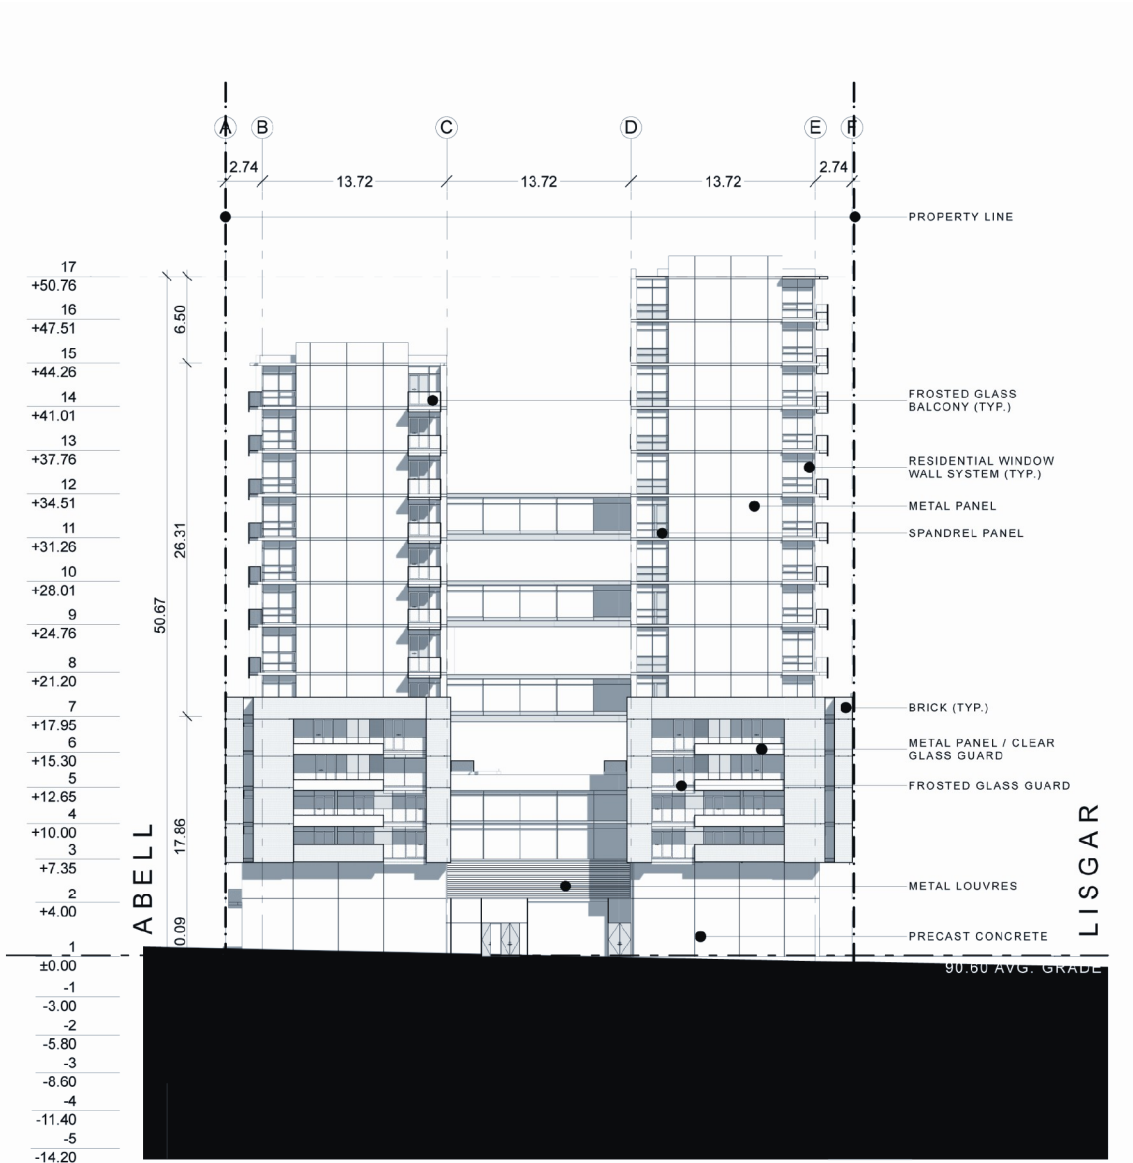 A B C D E F
2.74 13.72 13.72 13.72 2.74
PROPERTY LINE
17
+50.76
16
+47.51
15
+44.26
14
+41.01
13
+37.76
12
+34.51
11
+31.26
10
+28.01
9
+24.76
8
+21.20
7
+17.95
6
+15.30
5
+12.65
4
+10.00
3
+7.35
2
+4.00
1
±0.00
-1
-3.00
-2
-5.80
-3
-8.60
-4
-11.40
-5
-14.20
6.50
26.31
50.67
17.86
0.09
ABELL
FROSTED GLASS
BALCONY (TYP.)
RESIDENTIAL WINDOW
WALL SYSTEM (TYP.)
METAL PANEL
SPANDREL PANEL
BRICK (TYP.)
METAL PANEL / CLEAR
GLASS GUARD
FROSTED GLASS GUARD
METAL LOUVRES
PRECAST CONCRETE
LISGAR
90.60 AVG. GRADE